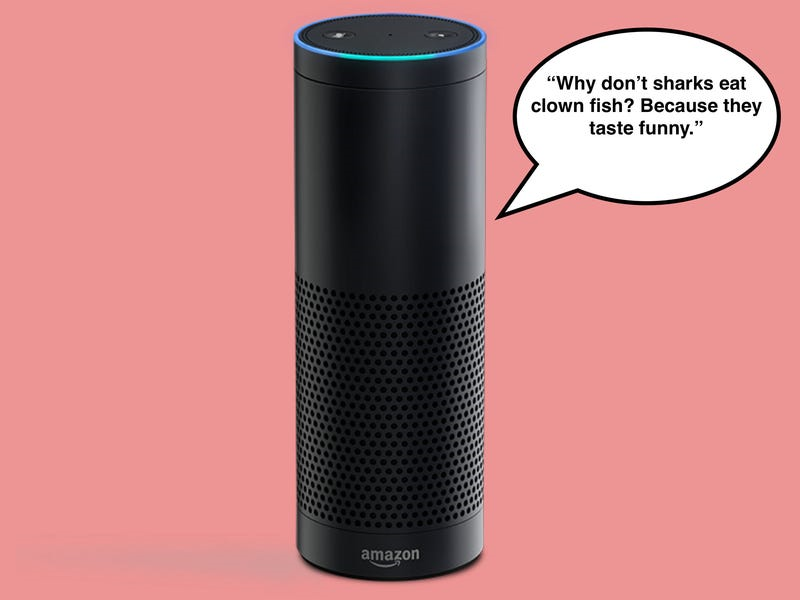 “Why don’t sharks eat
clown fish? Because they
taste funny.”
amazon